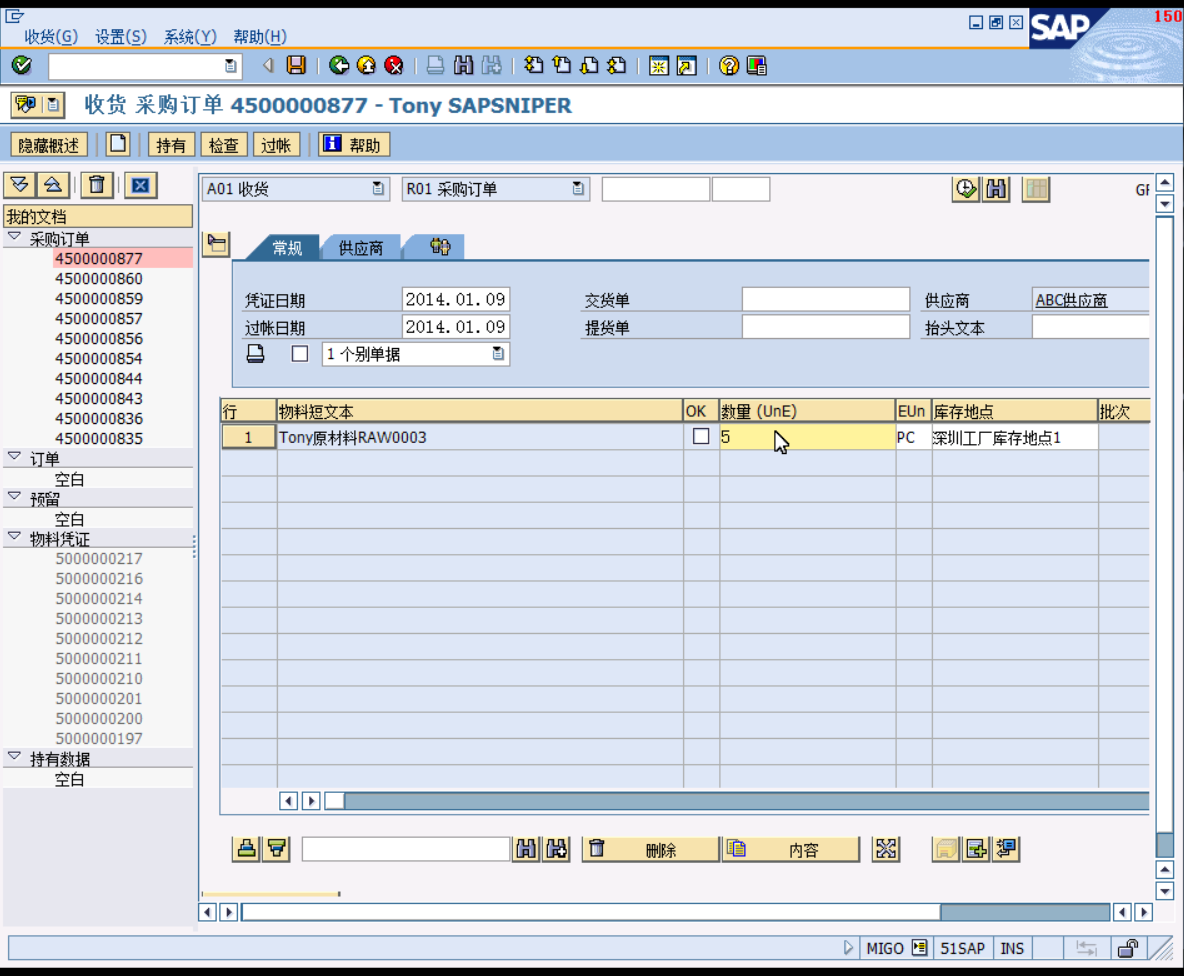 150
收货(G) 设置(S) 系统(Y) 帮助(H)
SAP
收货 采购订单 4500000877 - Tony SAPSNIPER
隐藏概述 持有 检查 过帐 帮助
A01 收货 R01 采购订单
我的文档
采购订单
4500000877
4500000860
4500000859
4500000857
4500000856
4500000854
4500000844
4500000843
4500000836
4500000835
订单
空白
预留
空白
物料凭证
5000000217
5000000216
5000000214
5000000213
5000000212
5000000211
5000000210
5000000201
5000000200
5000000197
持有数据
空白
常规 供应商
凭证日期 2014.01.09 交货单 供应商 ABC供应商
过帐日期 2014.01.09 提货单 抬头文本
1 个别单据
行 物料短文本 OK 数量 (UnE) EUn 库存地点 批次
1 Tony原材料RAW0003 5 PC 深圳工厂库存地点1
删除 内容
MIGO 51SAP INS